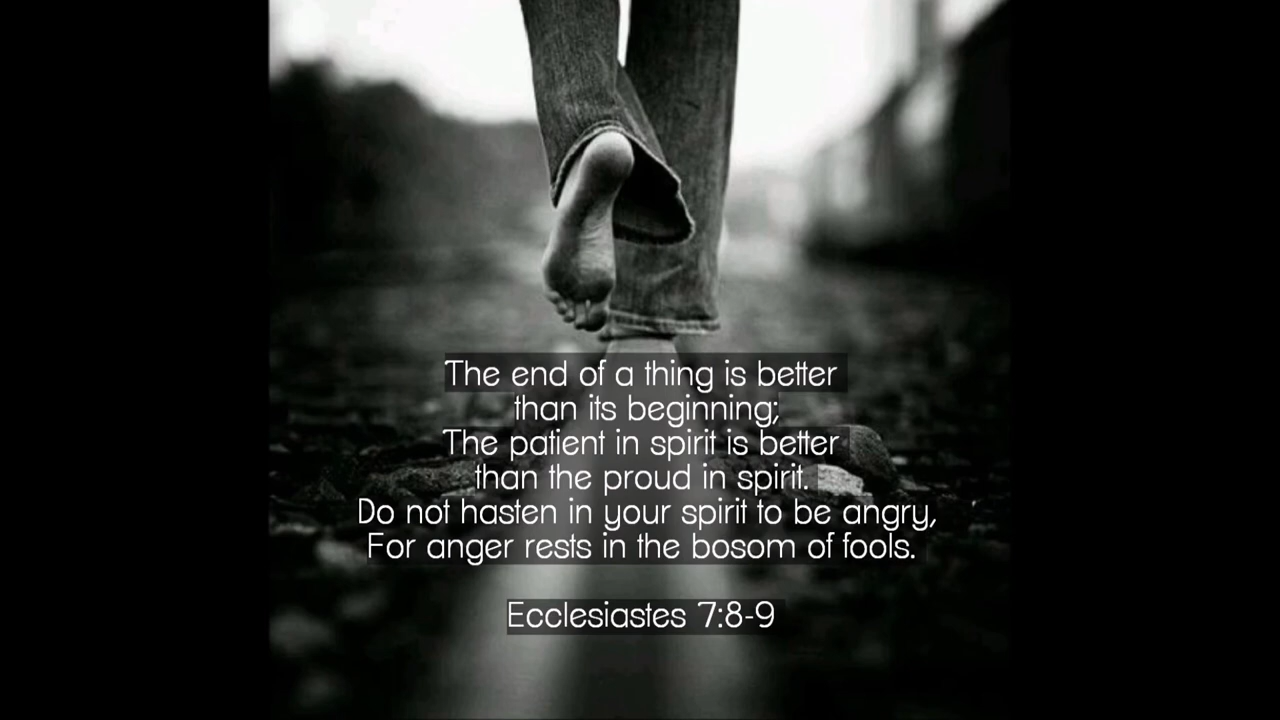 The end of a thing is better
than its beginning;
The patient in spirit is better
than the proud in spirit.
Do not hasten in your spirit to be angry,
For anger rests in the bosom of fools.
Ecclesiastes 7:8-9